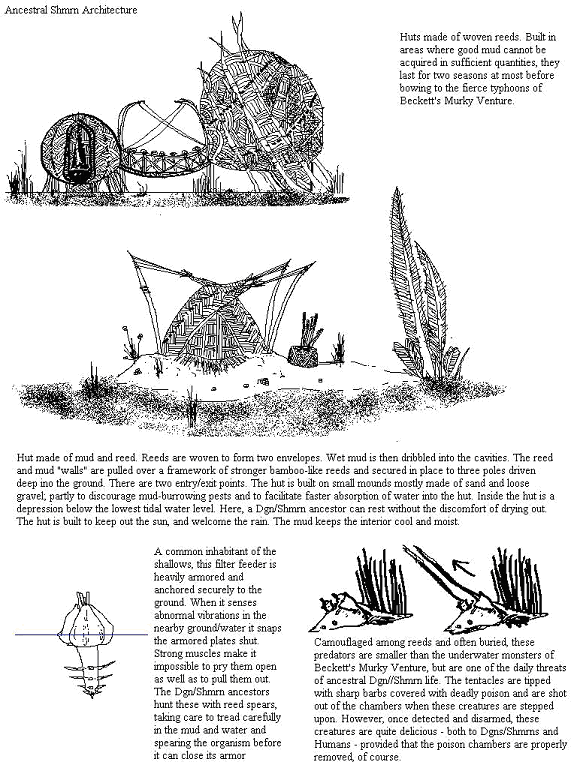 Ancestral Shmrn Architecture
Huts made of woven reeds. Built in
areas where good mud cannot be
acquired in sufficient quantities, they
last for two seasons at most before
bowing to the fierce typhoons of
Beckett's Murky Venture.
Hut made of mud and reed. Reeds are woven to form two envelopes. Wet mud is then dribbled into the cavities. The reed
and mud "walls" are pulled over a framework of stronger bamboo-like reeds and secured in place to three poles driven
deep ino the ground. There are two entry/exit points. The hut is built on small mounds mostly made of sand and loose
gravel; partly to discourage mud-burrowing pests and to facilitate faster absorption of water into the hut. Inside the hut is a
depression below the lowest tidal water level. Here, a Dgn/Shmrn ancestor can rest without the discomfort of drying out.
The hut is built to keep out the sun, and welcome the rain. The mud keeps the interior cool and moist.
A common inhabitant of the
shallows, this filter feeder is
heavily armored and
anchored securely to the
ground. When it senses
abnormal vibrations in the
nearby ground/water it snaps
the armored plates shut.
Strong muscles make it
impossible to pry them open
as well as to pull them out.
The Dgn/Shmrn ancestors
hunt these with reed spears,
taking care to tread carefully
in the mud and water and
spearing the organism before
it can close its armor
Camouflaged among reeds and often buried, these
predators are smaller than the underwater monsters of
Beckett's Murky Venture, but are one of the daily threats
of ancestral Dgn//Shmrn life. The tentacles are tipped
with sharp barbs covered with deadly poison and are shot
out of the chambers when these creatures are stepped
upon. However, once detected and disarmed, these
creatures are quite delicious - both to Dgns/Shmrns and
Humans - provided that the poison chambers are properly
removed, of course.